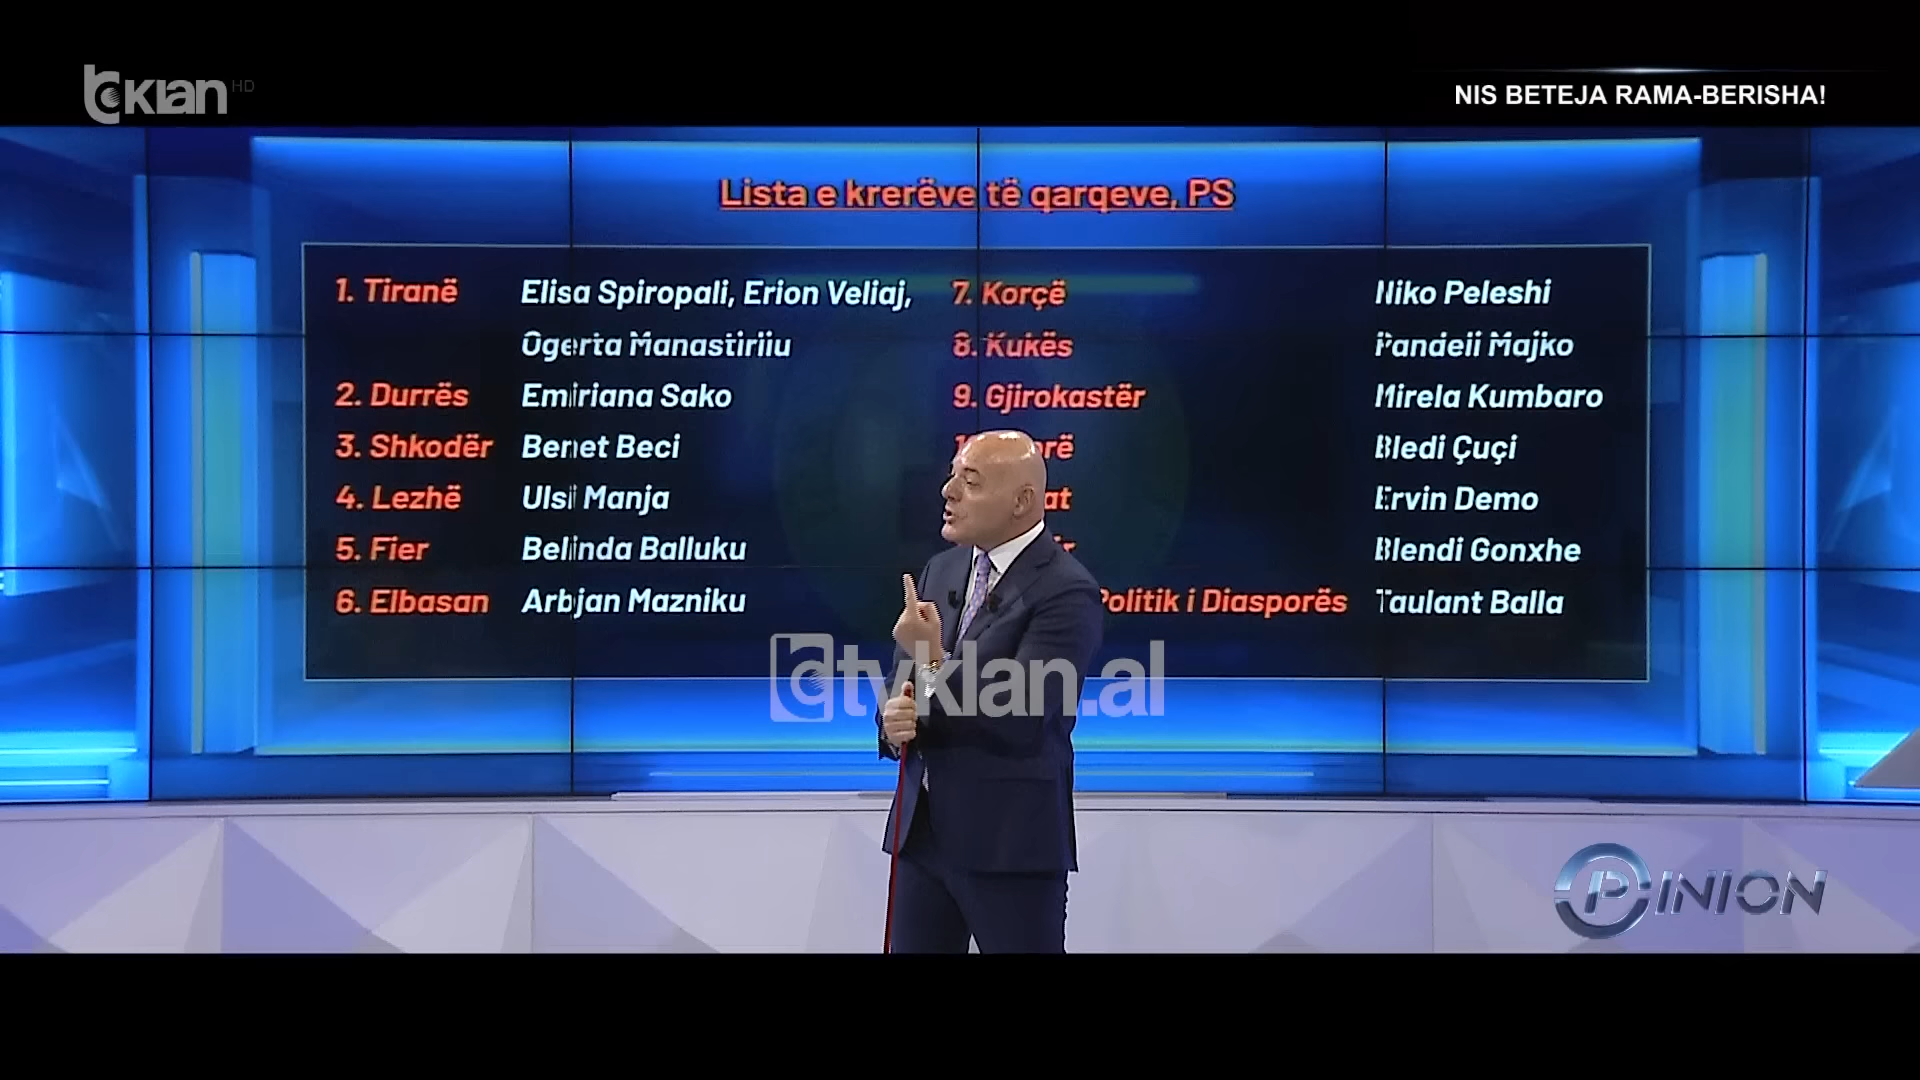 tvklan HD
NIS BETEJA RAMA-BERISHA!
Lista e krerëve të qarqeve, PS
1. Tiranë Elisa Spiropali, Erion Veliaj,
Ogerta Manastirliu
2. Durrës Emiriana Sako
3. Shkodër Benet Beci
4. Lezhë Ulsi Manja
5. Fier Belinda Balluku
6. Elbasan Arbjan Mazniku
7. Korçë Niko Peleshi
8. Kukës Pandeli Majko
9. Gjirokastër Mirela Kumbaro
Bledi Çuçi
Ervin Demo
Blendi Gonxhe
Politik i Diasporës Taulant Balla
tvklan.al
OPINION